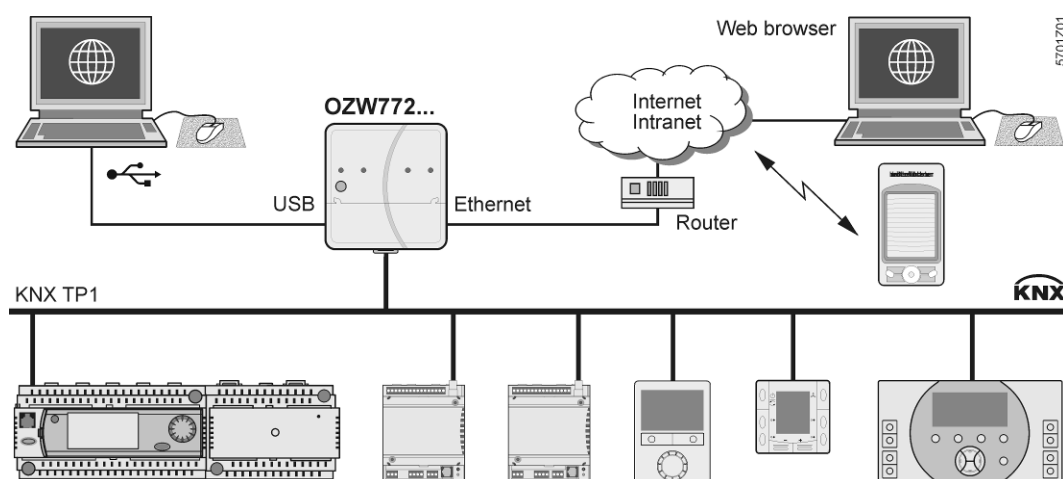 Web browser
5701Z01
OZW772...
Internet
Intranet
USB
Ethernet
Router
KNX TP1
KNX